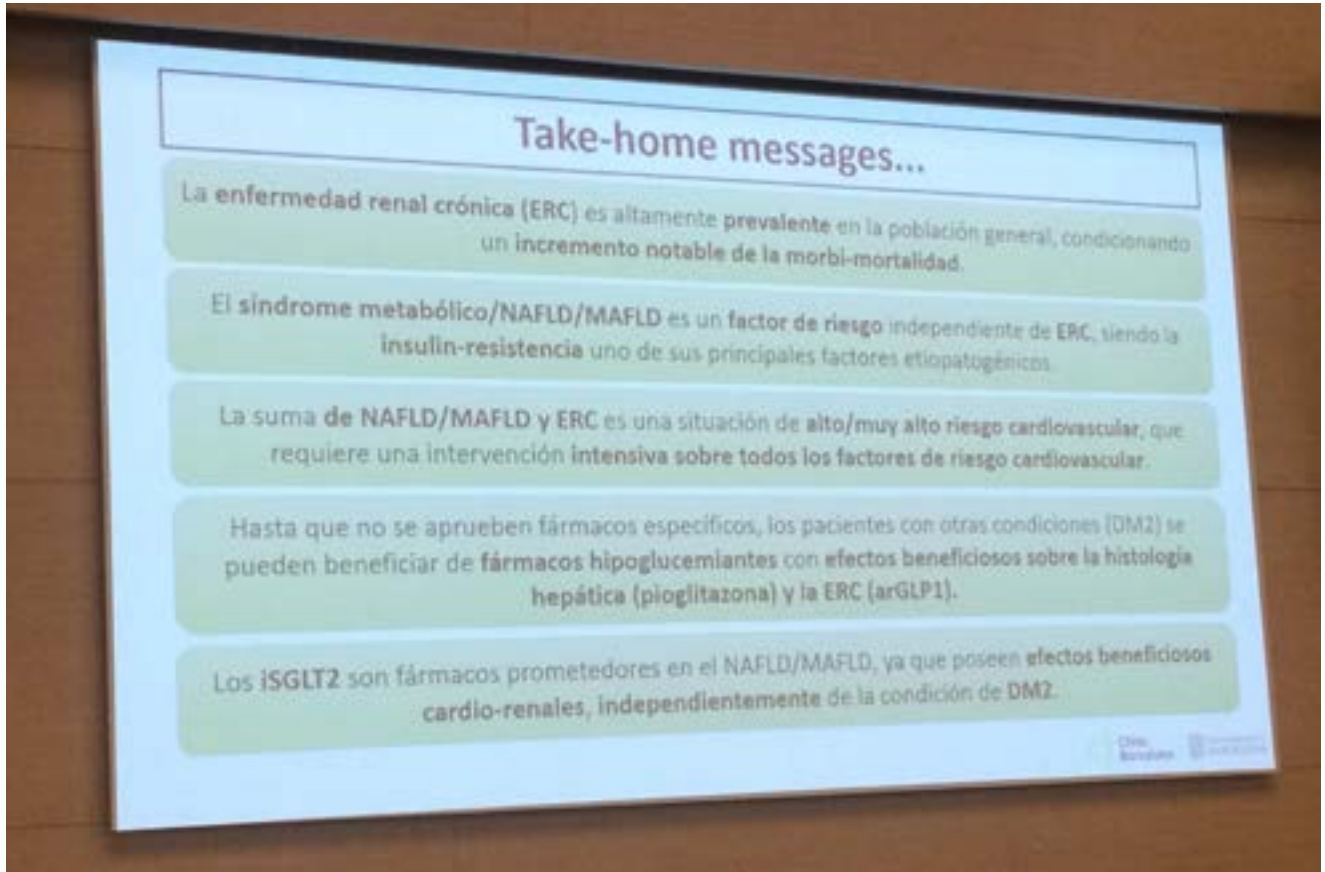 Take-home messages...
La enfermedad renal crónica (ERC) es altamente prevalente en la población general, condicionando
un incremento notable de la morbi-mortalidad.
El síndrome metabólico/NAFLD/MAFLD es un factor de riesgo independiente de ERC, siendo la
insulin-resistencia uno de sus principales factores etiopatogénicos.
La suma de NAFLD/MAFLD y ERC es una situación de alto/muy alto riesgo cardiovascular, que
requiere una intervención intensiva sobre todos los factores de riesgo cardiovascular.
Hasta que no se aprueben fármacos específicos, los pacientes con otras condiciones (DM2) se
pueden beneficiar de fármacos hipoglucemiantes con efectos beneficiosos sobre la histología
hepática (pioglitazona) y la ERC (arGLP1).
Los iSGLT2 son fármacos prometedores en el NAFLD/MAFLD, ya que poseen efectos beneficiosos
cardio-renales, independientemente de la condición de DM2.
Clínic
Barcelona